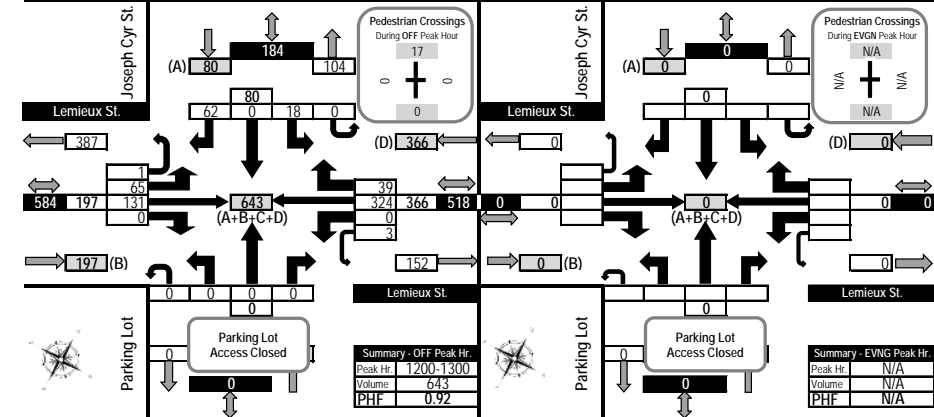 Joseph Cyr St.
184
(A) 80
104
Pedestrian Crossings
During OFF Peak Hour
17
0
0
0
80
62 0 18 0
Lemieux St.
387
(D) 366
1
65
131
0
584 197
643
(A+B+C+D)
39
324
0
3
366 518
197 (B)
152
0 0 0 0
0
Lemieux St.
Parking Lot
Parking Lot
Access Closed
0
0
Summary - OFF Peak Hr.
Peak Hr. 1200-1300
Volume 643
PHF 0.92
Joseph Cyr St.
0
(A) 0
0
Pedestrian Crossings
During EVGN Peak Hour
N/A
N/A
N/A
N/A
0
Lemieux St.
0
(D) 0
0 0
0
(A+B+C+D)
0 0
0 (B)
0
0
Lemieux St.
Parking Lot
Parking Lot
Access Closed
0
0
Summary - EVNG Peak Hr.
Peak Hr. N/A
Volume N/A
PHF N/A